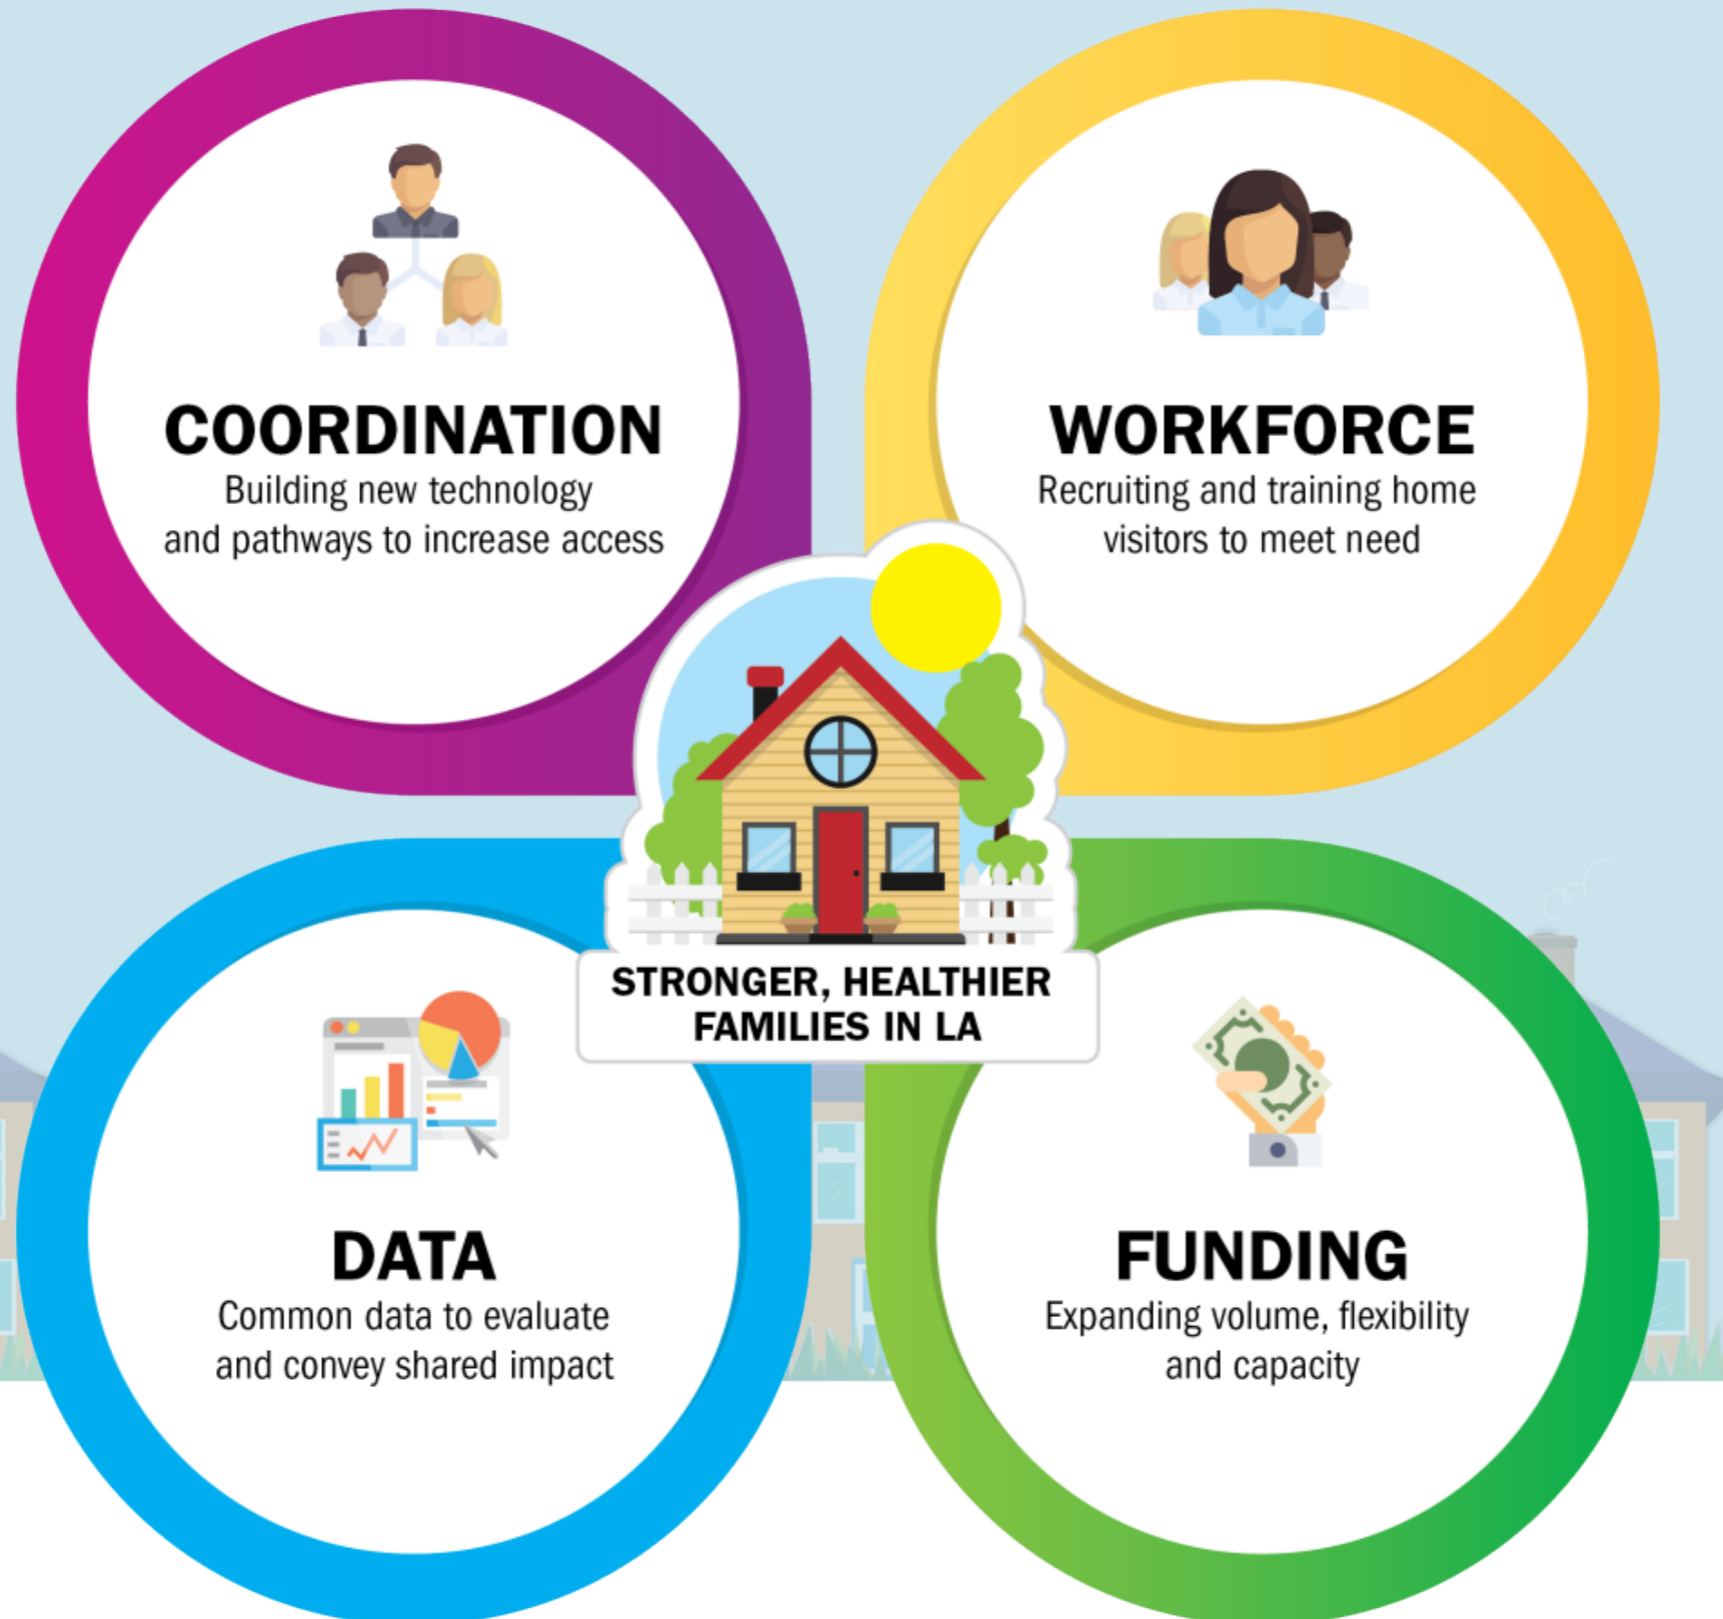 COORDINATION
Building new technology
and pathways to increase access
WORKFORCE
Recruiting and training home
visitors to meet need
STRONGER, HEALTHIER
FAMILIES IN LA
DATA
Common data to evaluate
and convey shared impact
FUNDING
Expanding volume, flexibility
and capacity